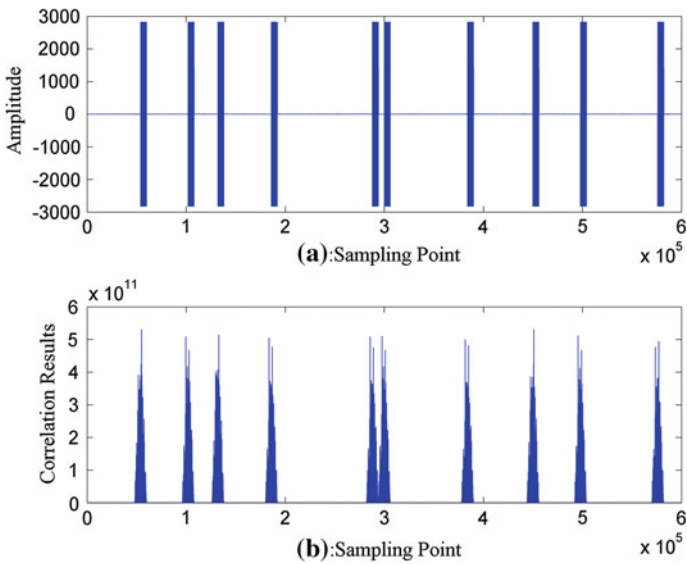 3000
2000
1000
0
-1000
-2000
-3000
Amplitude
0 1 2 3 4 5 6
(a):Sampling Point
x 10^5
x 10^11
6
5
4
3
2
1
0
Correlation Results
0 1 2 3 4 5 6
(b):Sampling Point
x 10^5